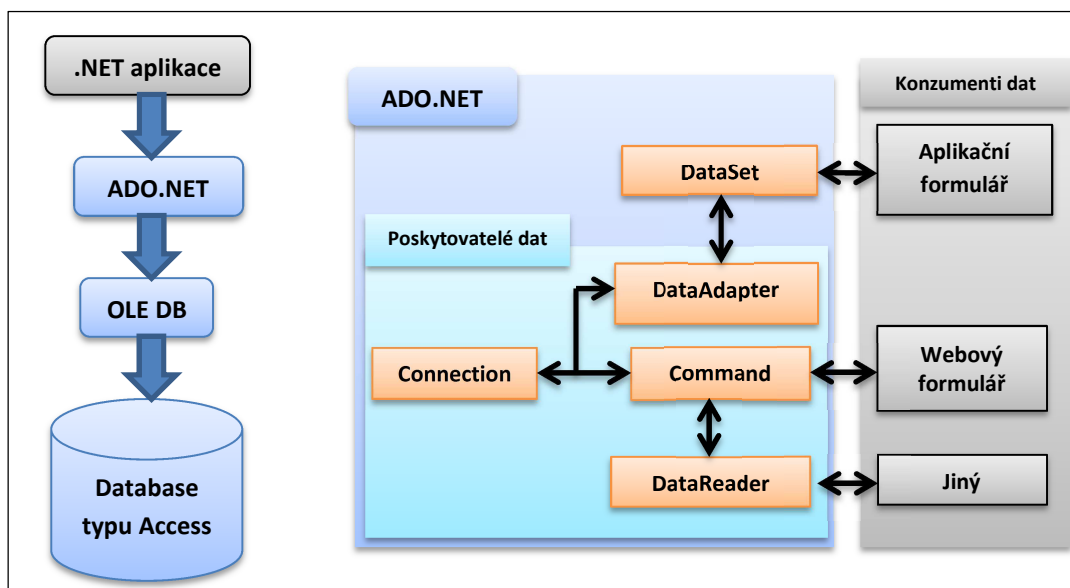 .NET aplikace
ADO.NET
OLE DB
Database
typu Access
ADO.NET
DataSet
Poskytovatelé dat
DataAdapter
Connection
Command
DataReader
Konzumenti dat
Aplikační
formulář
Webový
formulář
Jiný